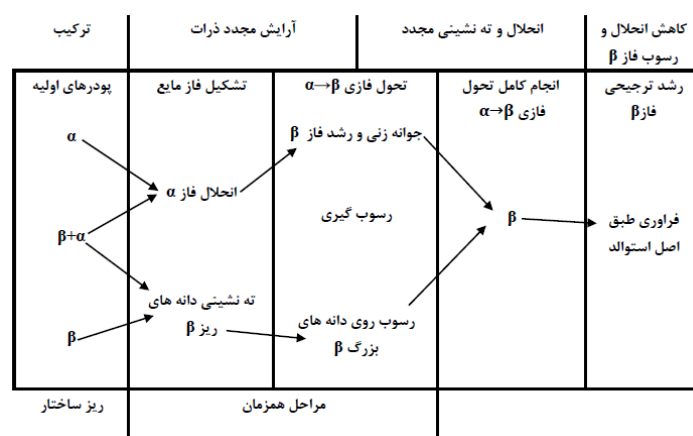 ترکیب
آرایش مجدد ذرات
انحلال و ته نشینی مجدد
کاهش انحلال و
رسوب فاز β
پودرهای اولیه
تشکیل فاز مایع
تحول فازی α→β
انجام کامل تحول
فازی α→β
رشد ترجیحی
فازβ
α
β+α
β
انحلال فاز α
ته نشینی دانه های
ریز β
جوانه زنی و رشد فاز β
رسوب گیری
رسوب روی دانه های
بزرگ β
β
فراوری طبق
اصل استوالد
ریز ساختار
مراحل همزمان